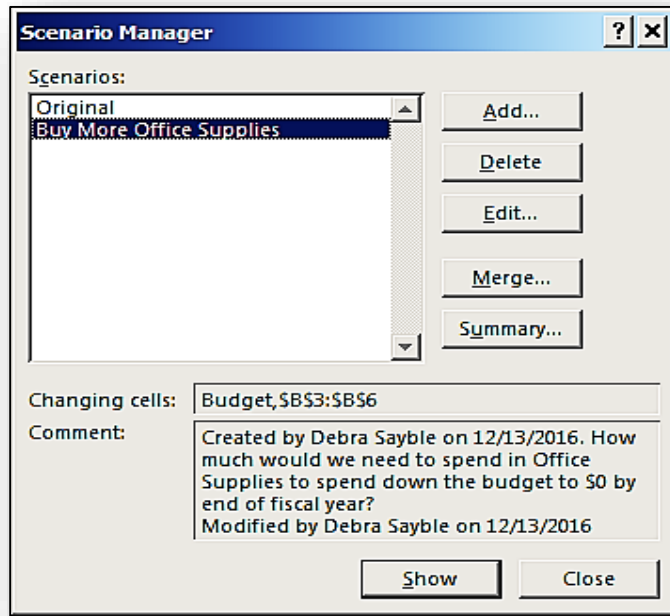 Scenario Manager
? X
Scenarios:
Original
Buy More Office Supplies
Add...
Delete
Edit...
Merge...
Summary...
Changing cells: Budget,$B$3:$B$6
Comment: Created by Debra Sayble on 12/13/2016. How
much would we need to spend in Office
Supplies to spend down the budget to $0 by
end of fiscal year?
Modified by Debra Sayble on 12/13/2016
Show Close